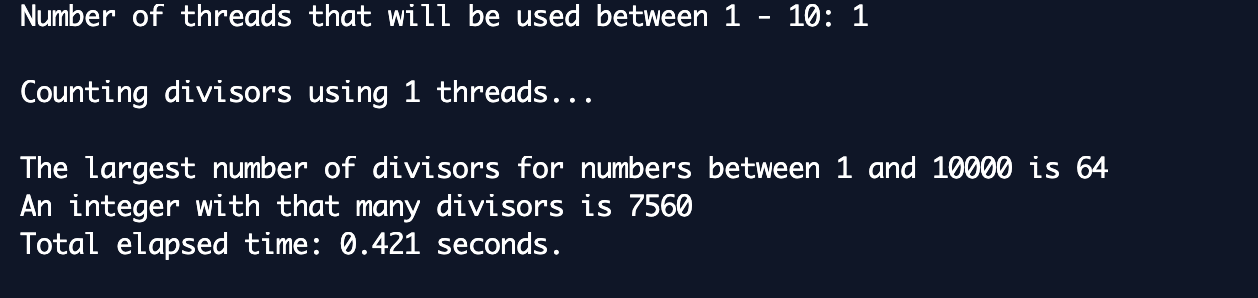 Number of threads that will be used between 1 - 10: 1
Counting divisors using 1 threads...
The largest number of divisors for numbers between 1 and 10000 is 64
An integer with that many divisors is 7560
Total elapsed time: 0.421 seconds.